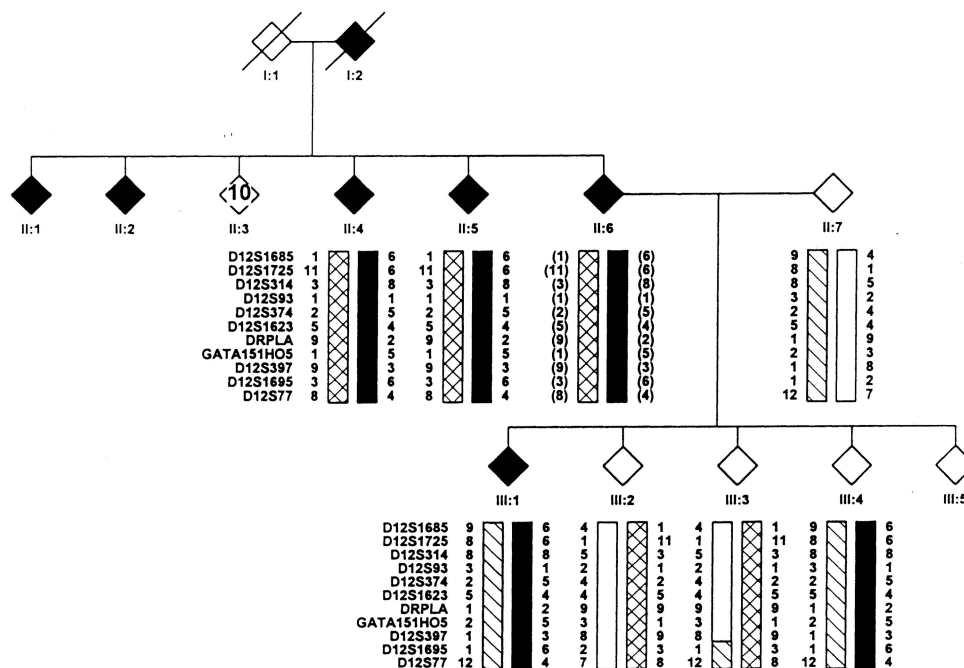 I:1 I:2
10
II:1 II:2 II:3 II:4 II:5 II:6 II:7
D12S1685 1 6 1 6 (1) (6) 9 4
D12S1725 11 6 11 6 (11) (6) 8 1
D12S314 3 8 3 8 (3) (8) 8 5
D12S93 1 1 1 1 (1) (1) 3 2
D12S374 2 5 2 5 (2) (5) 2 4
D12S1623 5 4 5 4 (5) (4) 5 4
DRPLA 9 2 9 2 (9) (2) 1 9
GATA151HO5 1 5 1 5 (1) (5) 2 3
D12S397 9 3 9 3 (9) (3) 1 8
D12S1695 3 6 3 6 (3) (6) 1 2
D12S77 8 4 8 4 (8) (4) 12 7
III:1 III:2 III:3 III:4 III:5
D12S1685 9 6 4 1 4 1 9 6
D12S1725 8 6 1 11 1 11 8 6
D12S314 8 8 5 3 5 3 8 8
D12S93 3 1 2 1 2 1 3 1
D12S374 2 5 4 2 4 2 2 5
D12S1623 5 4 4 5 4 5 5 4
DRPLA 1 2 9 9 9 9 1 2
GATA151HO5 2 5 3 1 3 1 2 5
D12S397 1 3 8 9 8 9 1 3
D12S1695 1 6 2 3 1 3 1 6
D12S77 12 4 7 8 12 8 12 4